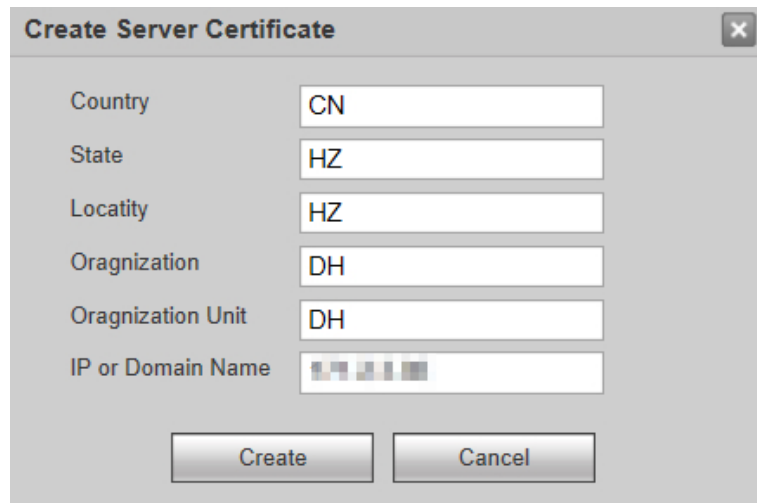 Create Server Certificate
Country CN
State HZ
Locatity HZ
Oragnization DH
Oragnization Unit DH
IP or Domain Name
Create Cancel